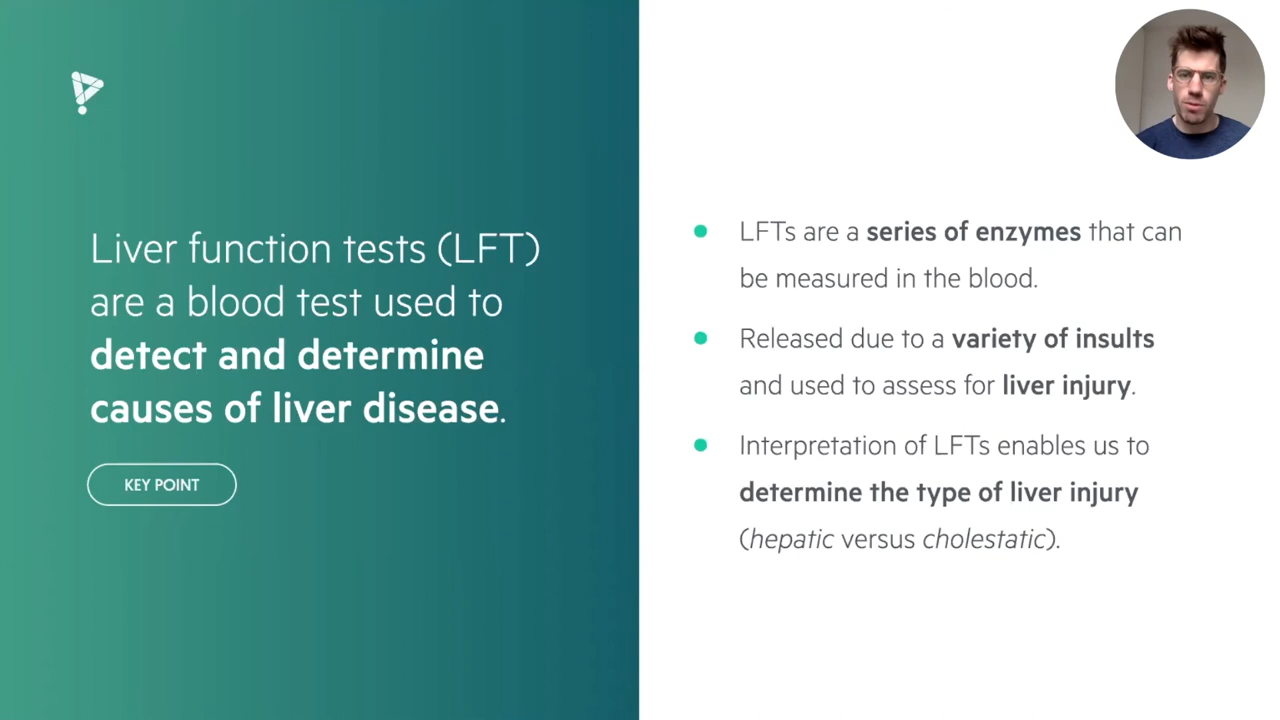 Liver function tests (LFT)
are a blood test used to
detect and determine
causes of liver disease.
KEY POINT
LFTs are a series of enzymes that can
be measured in the blood.
Released due to a variety of insults
and used to assess for liver injury.
Interpretation of LFTs enables us to
determine the type of liver injury
(hepatic versus cholestatic).